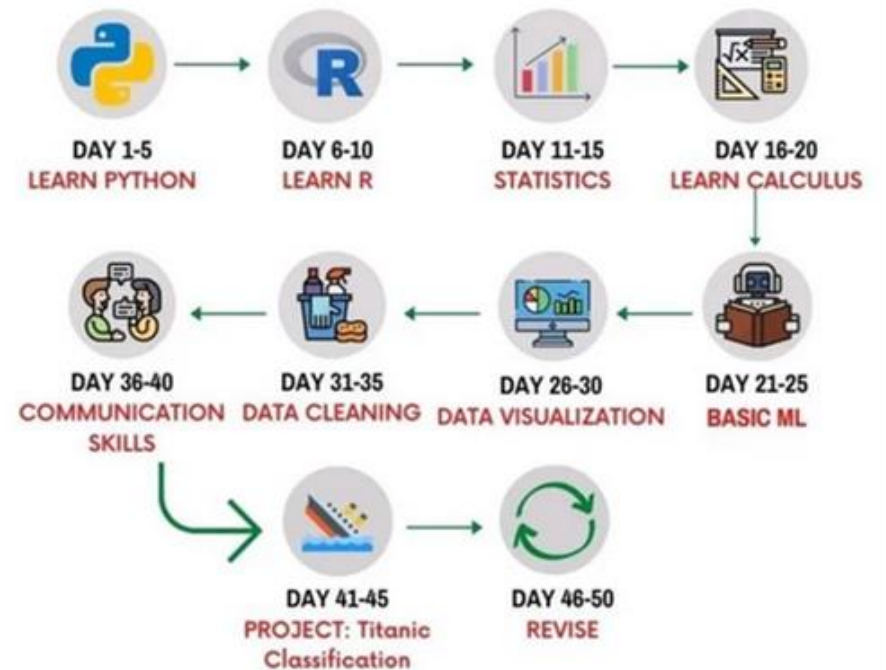 R
DAY 1-5
LEARN PYTHON
DAY 6-10
LEARN R
DAY 11-15
STATISTICS
√x
DAY 16-20
LEARN CALCULUS
DAY 36-40
COMMUNICATION
SKILLS
DAY 31-35
DATA CLEANING
DAY 26-30
DATA VISUALIZATION
DAY 21-25
BASIC ML
DAY 41-45
PROJECT: Titanic
Classification
DAY 46-50
REVISE